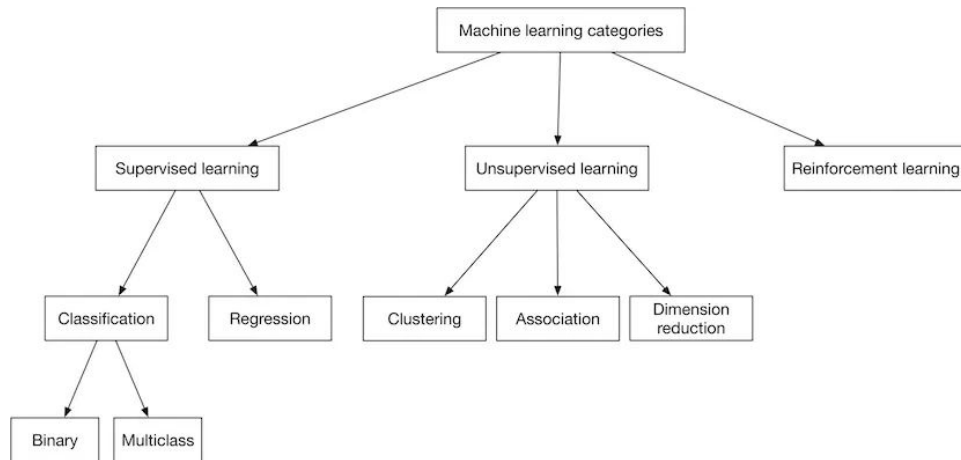 Machine learning categories
Supervised learning
Unsupervised learning
Reinforcement learning
Classification
Regression
Clustering
Association
Dimension
reduction
Binary
Multiclass